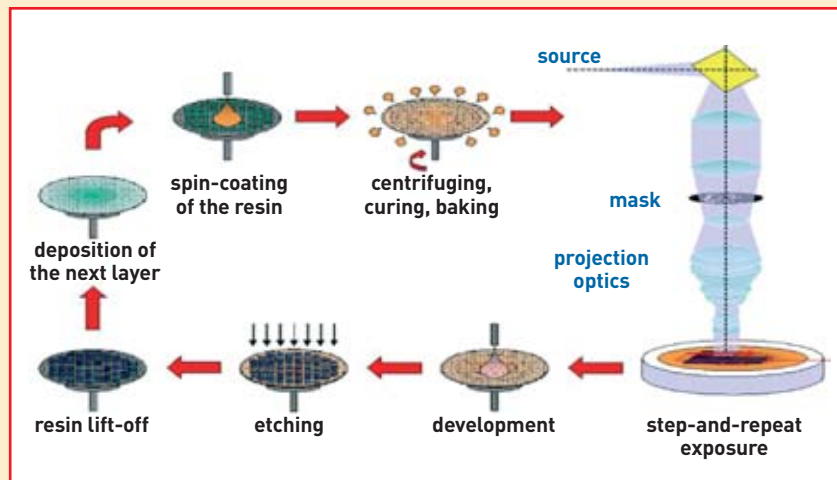 source
spin-coating
of the resin
centrifuging,
curing, baking
mask
deposition of
the next layer
projection
optics
resin lift-off
etching
development
step-and-repeat
exposure